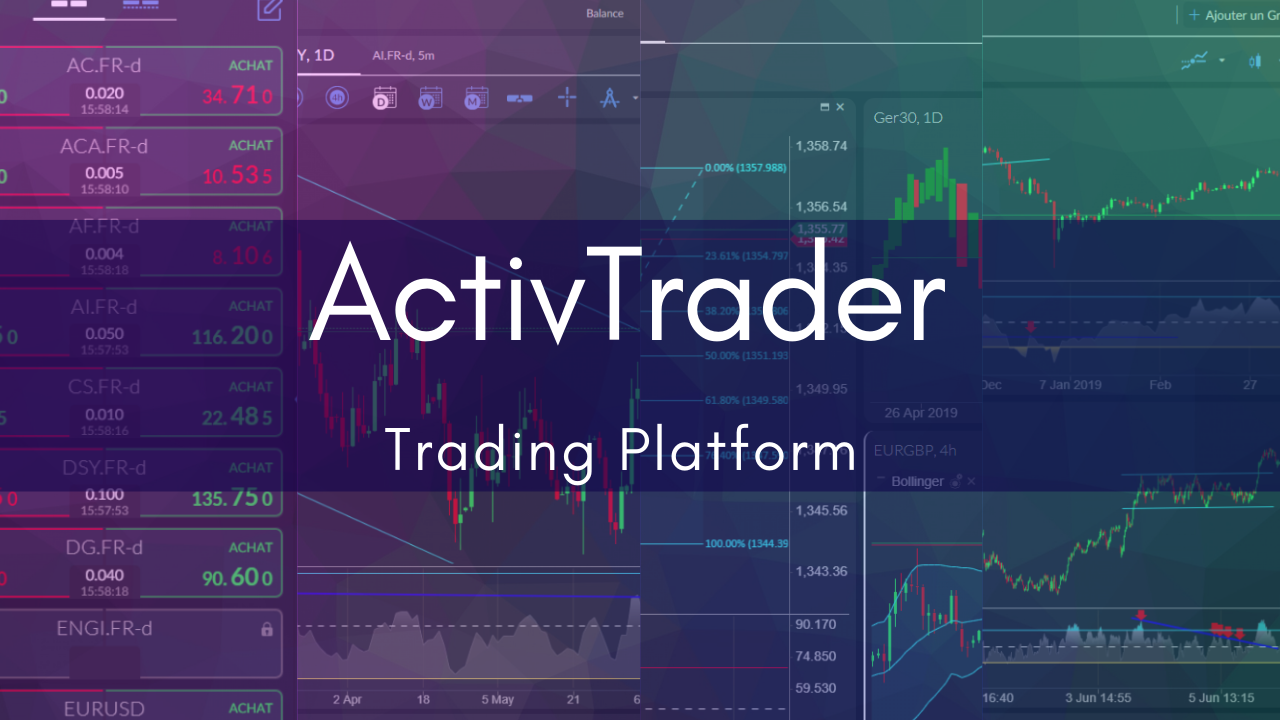 AC.FR-d
ACHAT
0.020
34.710
15:58:14
ACA.FR-d
ACHAT
0.005
10.535
15:58:10
AF.FR-d
ACHAT
0.004
8.106
15:58:18
AI.FR-d
ACHAT
0.050
116.200
15:57:53
CS.FR-d
ACHAT
0.010
22.485
15:58:16
DSY.FR-d
ACHAT
0.100
135.750
15:57:53
DG.FR-d
ACHAT
0.040
90.600
15:58:18
ENGI.FR-d
EURUSD
ACHAT
Balance
Y, 1D
AI.FR-d, 5m
4h
D
W
M
2 Apr
18
5 May
21
6
ActivTrader
Trading Platform
0.00% (1357.988)
23.61% (1354.797
50.00% (1351.193
61.80% (1349.580
100.00% (1344.39
1,358.74
1,356.54
1,355.77
1,349.95
1,345.56
1,343.36
90.170
74.850
59.530
Ger30, 1D
26 Apr 2019
EURGBP, 4h
Bollinger
+ Ajouter un Gr
Dec
7 Jan 2019
Feb
27
16:40
3 Jun 14:55
5 Jun 13:15